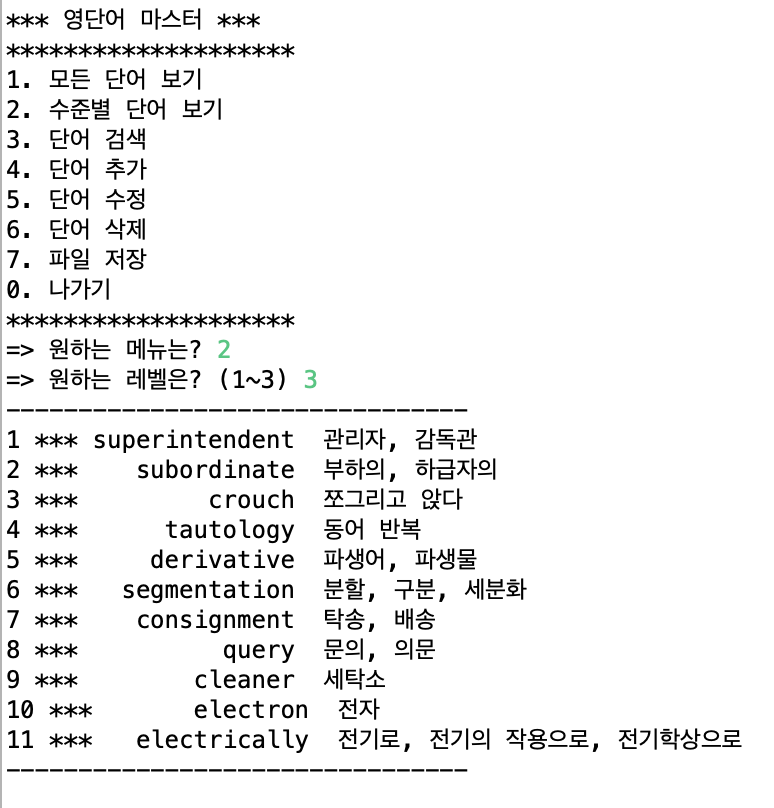 *** 영단어 마스터 ***
********************
1. 모든 단어 보기
2. 수준별 단어 보기
3. 단어 검색
4. 단어 추가
5. 단어 수정
6. 단어 삭제
7. 파일 저장
0. 나가기
********************
=> 원하는 메뉴는? 2
=> 원하는 레벨은? (1~3) 3
--------------------------------
1 *** superintendent  관리자, 감독관
2 ***    subordinate  부하의, 하급자의
3 ***         crouch  쪼그리고 앉다
4 ***      tautology  동어 반복
5 ***     derivative  파생어, 파생물
6 ***   segmentation  분할, 구분, 세분화
7 ***    consignment  탁송, 배송
8 ***          query  문의, 의문
9 ***        cleaner  세탁소
10 ***       electron  전자
11 ***   electrically  전기로, 전기의 작용으로, 전기학상으로
--------------------------------